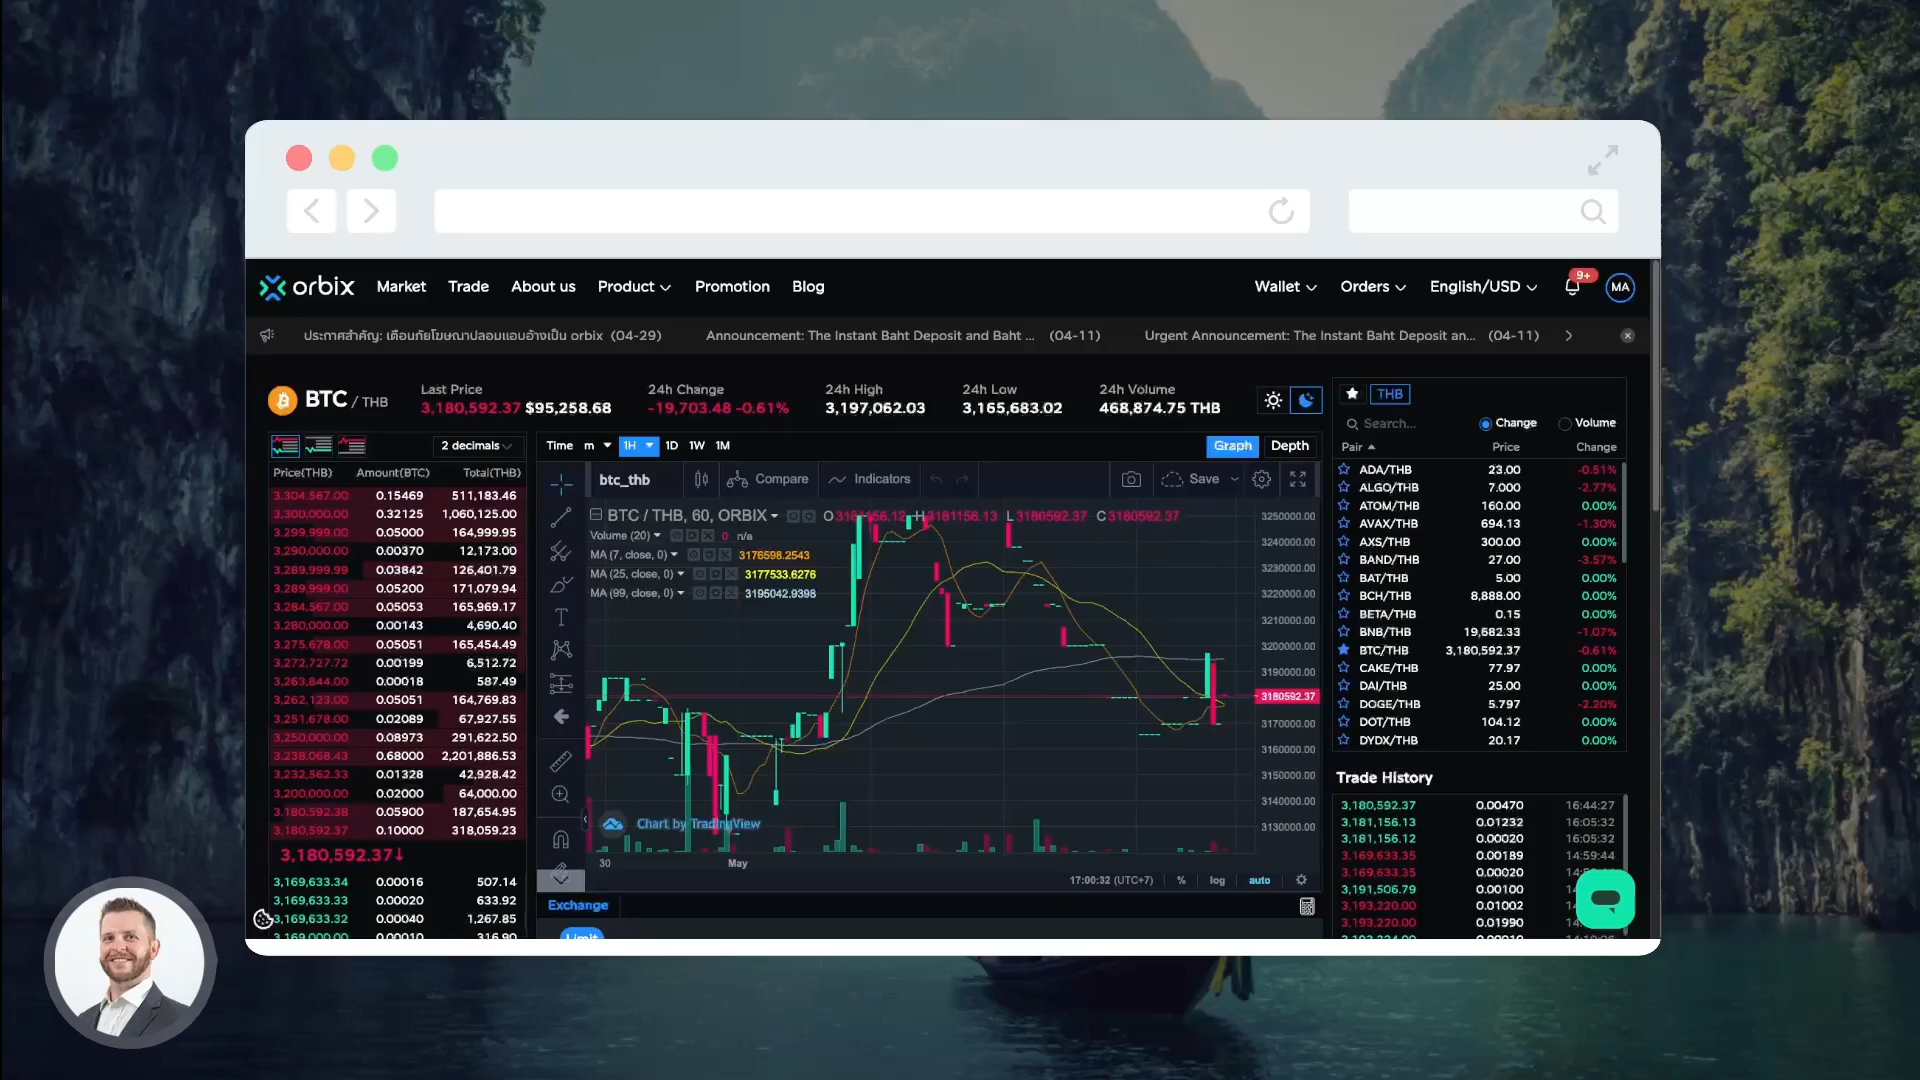 orbix Market Trade About us Product Promotion Blog Wallet Orders English/USD 9+ MA
ประกาศสำคัญ: เตือนภัยโฆษณาปลอมแอบอ้างเป็น orbix (04-29) Announcement: The Instant Baht Deposit and Baht ... (04-11) Urgent Announcement: The Instant Baht Deposit an... (04-11)
BTC / THB
Last Price
3,180,592.37 $95,258.68
24h Change
-19,703.48 -0.61%
24h High
3,197,062.03
24h Low
3,165,683.02
24h Volume
468,874.75 THB
2 decimals
Price(THB) Amount(BTC) Total(THB)
3,304,567.00 0.15469 511,183.46
3,300,000.00 0.32125 1,060,125.00
3,299,999.00 0.05000 164,999.95
3,290,000.00 0.00370 12,173.00
3,289,999.99 0.03842 126,401.79
3,289,999.00 0.05200 171,079.94
3,284,567.00 0.05053 165,969.17
3,280,000.00 0.00143 4,690.40
3,275,678.00 0.05051 165,454.49
3,272,727.72 0.00199 6,512.72
3,263,844.00 0.00018 587.49
3,262,123.00 0.05051 164,769.83
3,251,678.00 0.02089 67,927.55
3,250,000.00 0.08973 291,622.50
3,238,068.43 0.68000 2,201,886.53
3,232,562.33 0.01328 42,928.42
3,200,000.00 0.02000 64,000.00
3,180,592.38 0.05900 187,654.95
3,180,592.37 0.10000 318,059.23
3,180,592.37↓
3,169,633.34 0.00016 507.14
3,169,633.33 0.00020 633.92
3,169,633.32 0.00040 1,267.85
3,169,000.00 0.00010 316.90
Time m 1H 1D 1W 1M Graph Depth
btc_thb Compare Indicators Save
BTC / THB, 60, ORBIX O 3181156.12 H 3181156.13 L 3180592.37 C 3180592.37
Volume (20) 0 n/a
MA (7, close, 0) 3176598.2543
MA (25, close, 0) 3177533.6276
MA (99, close, 0) 3195042.9398
3250000.00
3240000.00
3230000.00
3220000.00
3210000.00
3200000.00
3190000.00
3180592.37
3170000.00
3160000.00
3150000.00
3140000.00
3130000.00
Chart by TradingView
30 May
17:00:32 (UTC+7) % log auto
Exchange
Limit
THB
Search... Change Volume
Pair Price Change
ADA/THB 23.00 -0.51%
ALGO/THB 7.000 -2.77%
ATOM/THB 160.00 0.00%
AVAX/THB 694.13 -1.30%
AXS/THB 300.00 0.00%
BAND/THB 27.00 -3.57%
BAT/THB 5.00 0.00%
BCH/THB 8,888.00 0.00%
BETA/THB 0.15 0.00%
BNB/THB 19,682.33 -1.07%
BTC/THB 3,180,592.37 -0.61%
CAKE/THB 77.97 0.00%
DAI/THB 25.00 0.00%
DOGE/THB 5.797 -2.20%
DOT/THB 104.12 0.00%
DYDX/THB 20.17 0.00%
Trade History
3,180,592.37 0.00470 16:44:27
3,181,156.13 0.01232 16:05:32
3,181,156.12 0.00020 16:05:32
3,169,633.35 0.00189 14:59:44
3,169,633.35 0.00020
3,191,506.79 0.00100
3,193,220.00 0.01002
3,193,220.00 0.01990